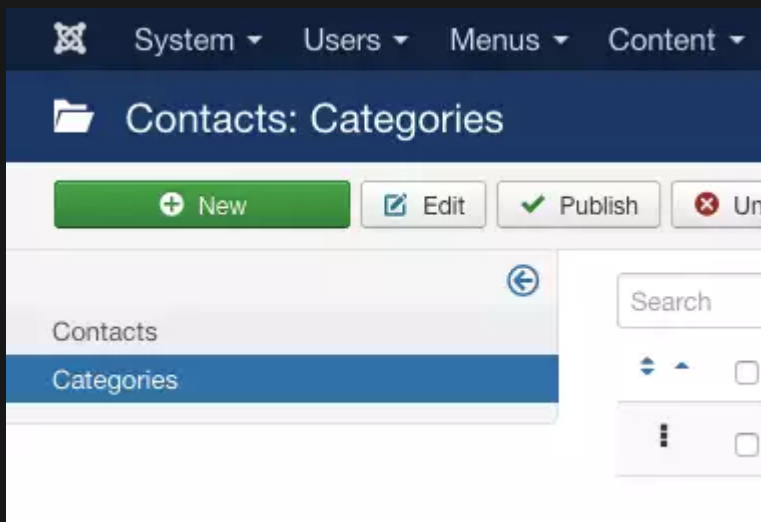 System Users Menus Content
Contacts: Categories
New Edit Publish
Search
Contacts
Categories